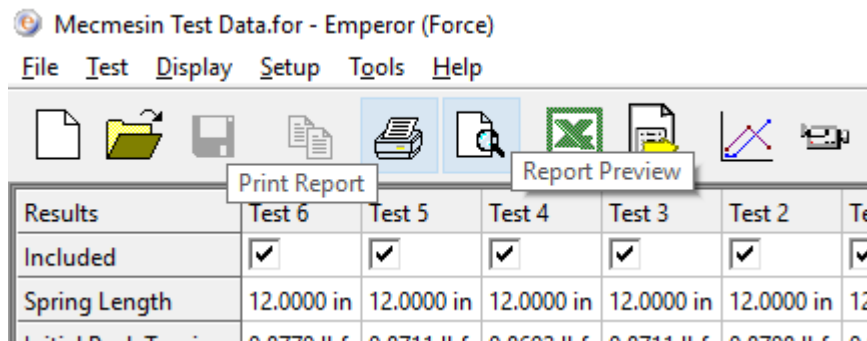 Mecmesin Test Data.for - Emperor (Force)
File Test Display Setup Tools Help
Print Report
Report Preview
Results Test 6 Test 5 Test 4 Test 3 Test 2
Included
Spring Length 12.0000 in 12.0000 in 12.0000 in 12.0000 in 12.0000 in